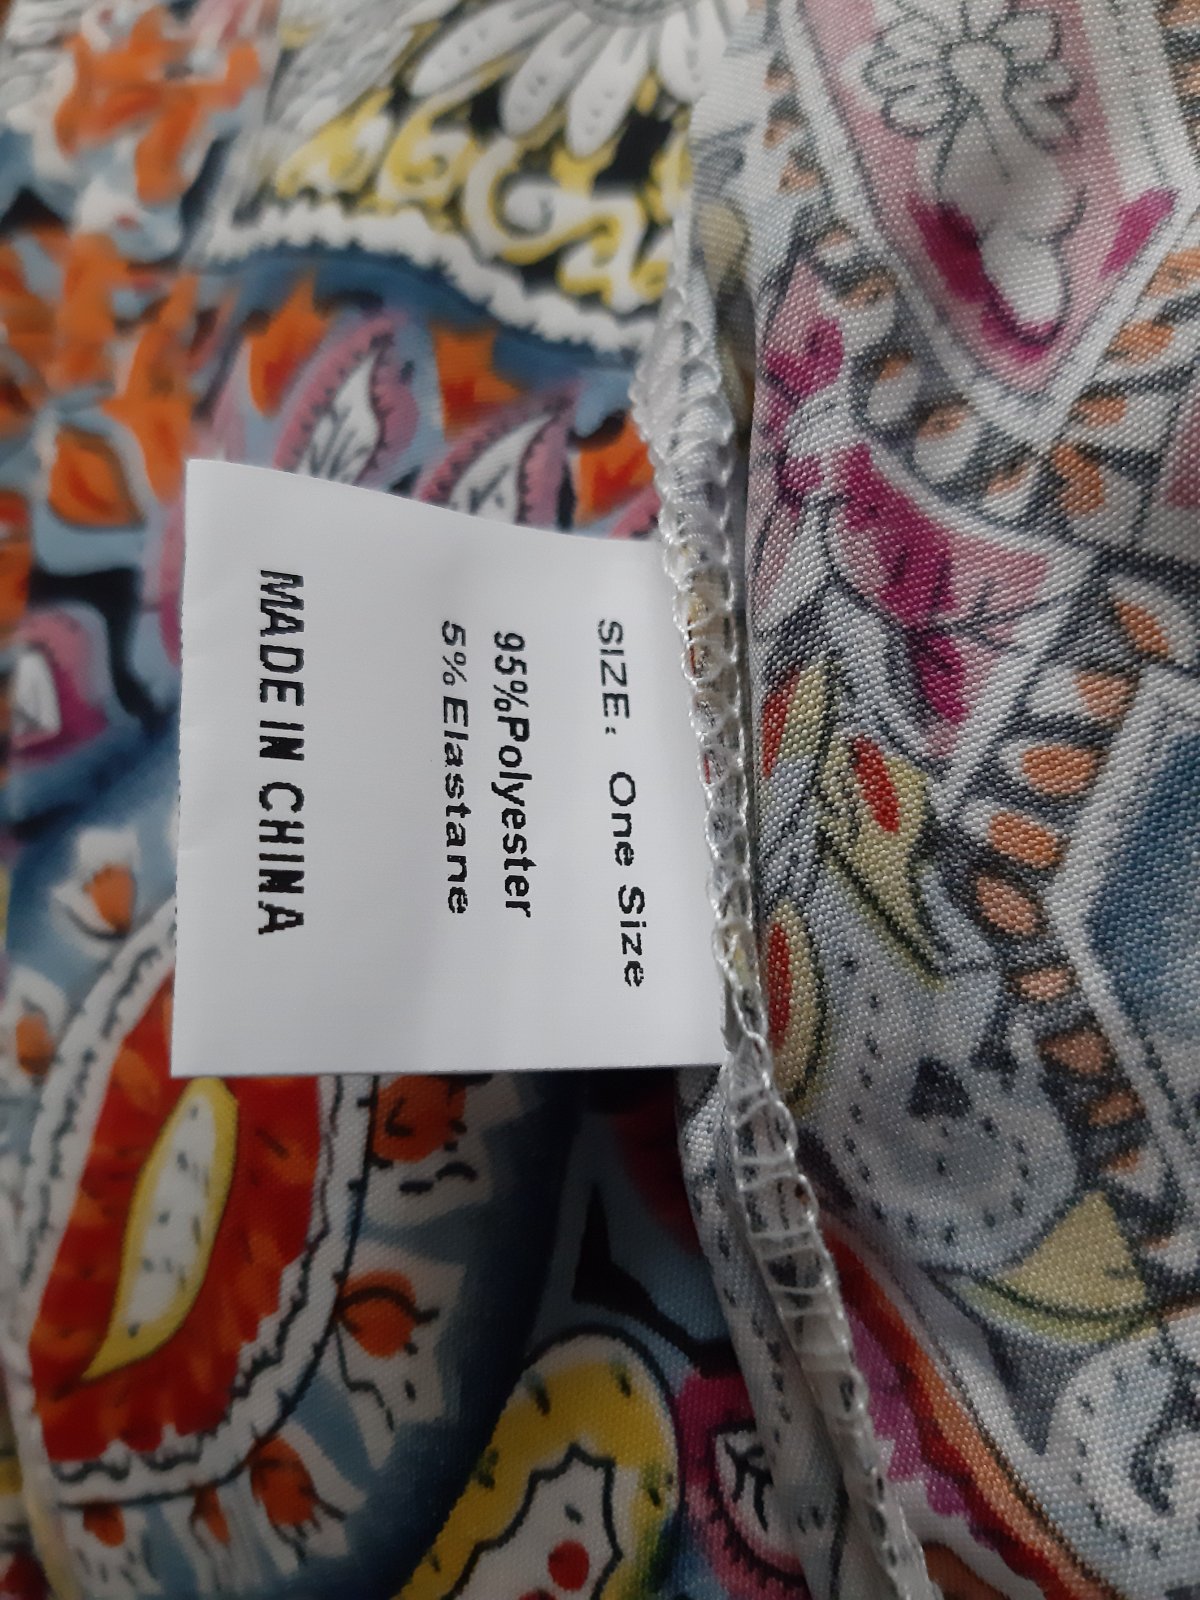 SIZE: One Size
95%Polyester
5%Elastane
MADE IN CHINA